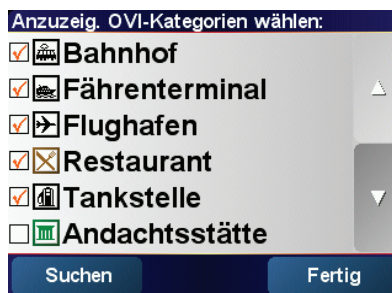 Anzuzeig. OVI-Kategorien wählen:
Bahnhof
Fährenterminal
Flughafen
Restaurant
Tankstelle
Andachtsstätte
Suchen Fertig